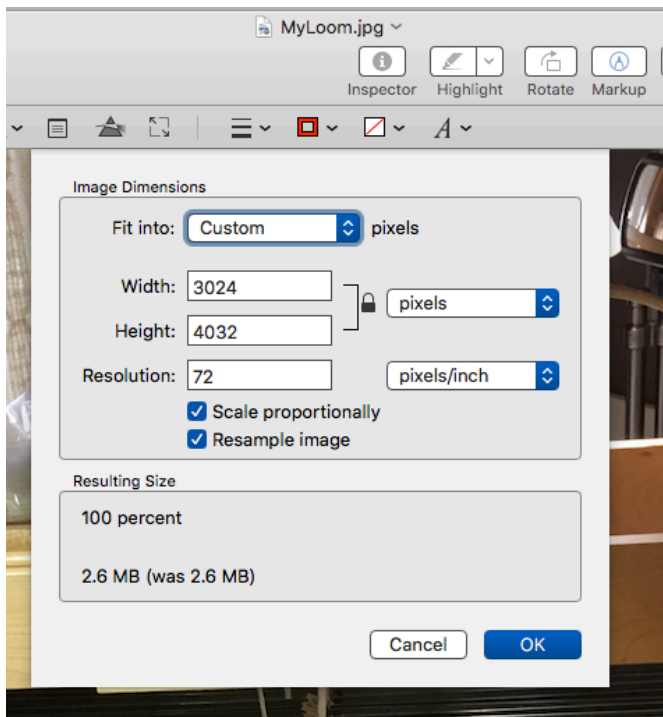 MyLoom.jpg
Inspector Highlight Rotate Markup
A
Image Dimensions
Fit into: Custom pixels
Width: 3024
pixels
Height: 4032
Resolution: 72 pixels/inch
Scale proportionally
Resample image
Resulting Size
100 percent
2.6 MB (was 2.6 MB)
Cancel OK